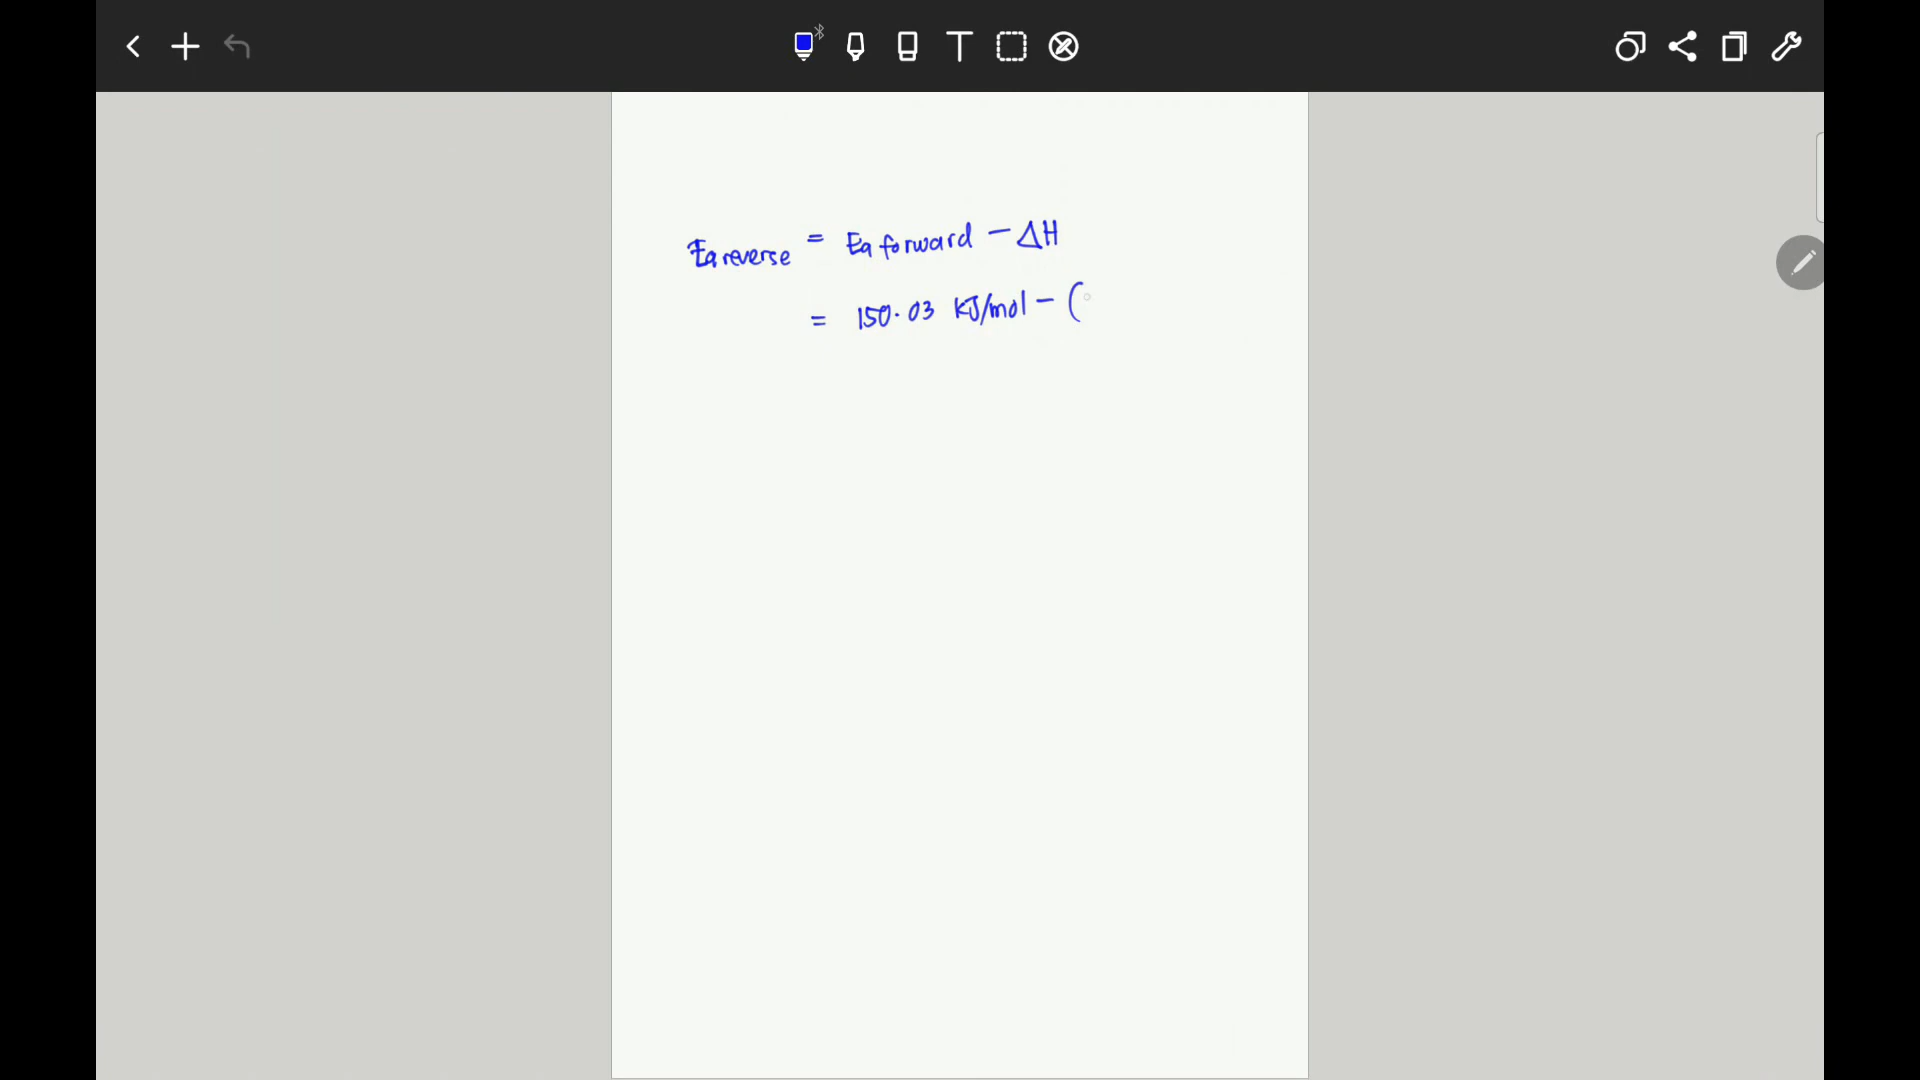 Ea reverse = Ea forward - ΔH
= 150.03 KJ/mol - (